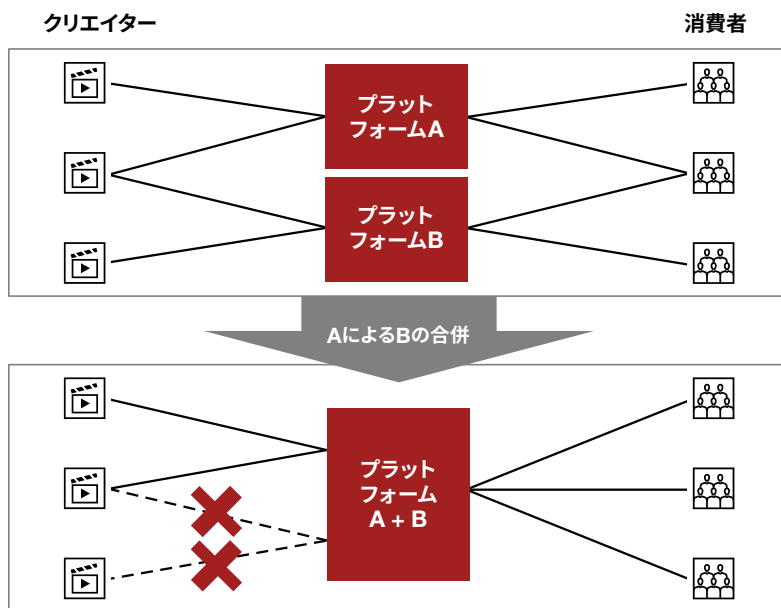 クリエイター
消費者
プラット
フォームA
プラット
フォームB
AによるBの合併
プラット
フォーム
A + B